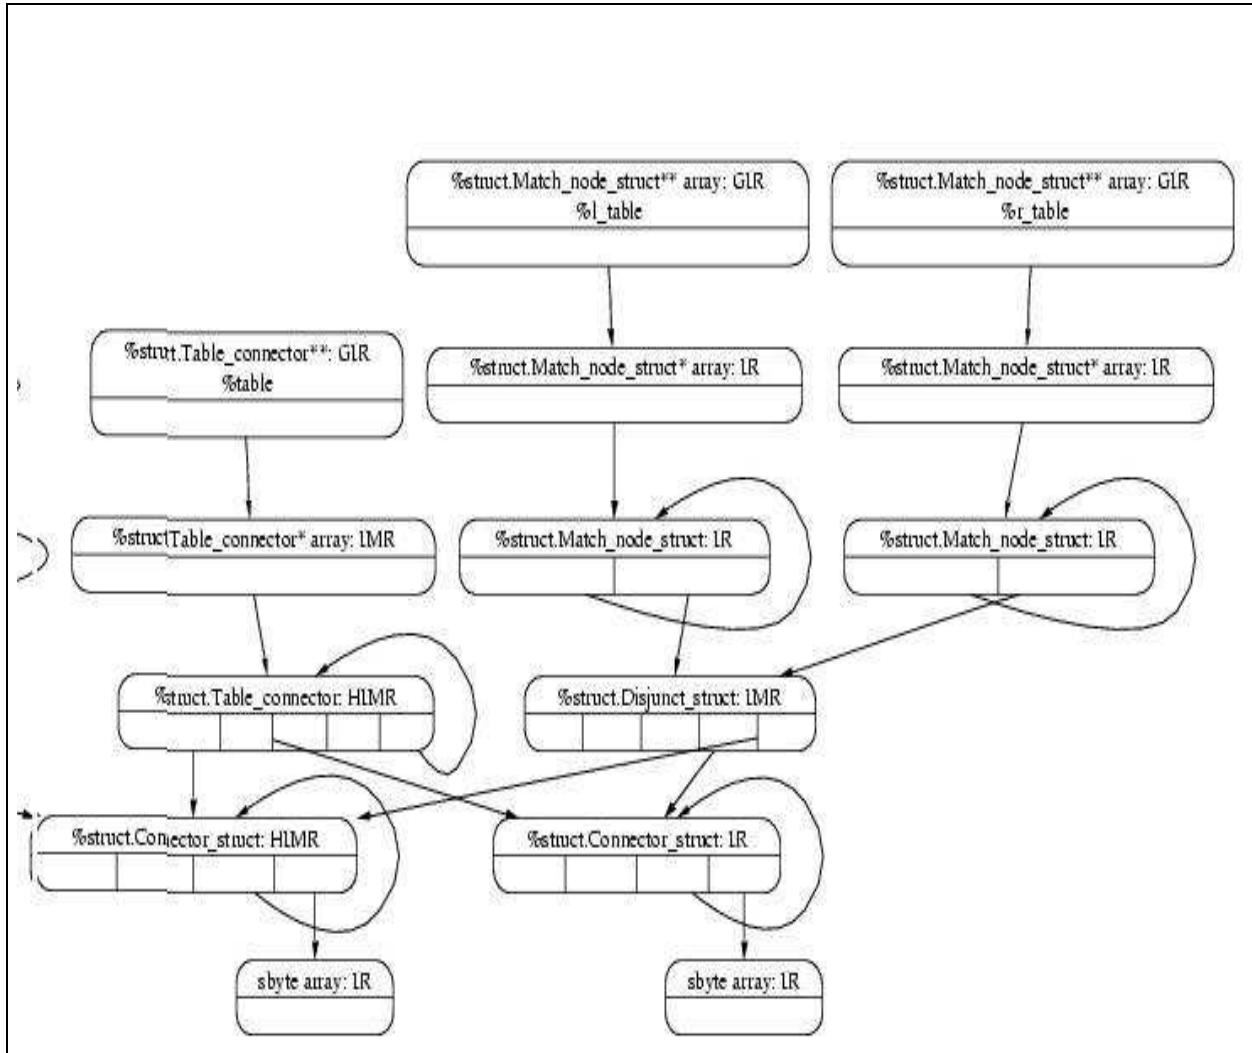 %struct.Match_node_struct** array: GIR
%l_table
%struct.Match_node_struct** array: GIR
%r_table
%struct.Table_connector**: GIR
%table
%struct.Match_node_struct* array: IR
%struct.Match_node_struct* array: IR
%struct.Table_connector* array: IMR
%struct.Match_node_struct: IR
%struct.Match_node_struct: IR
%struct.Table_connector: HIMR
%struct.Disjunct_struct: IMR
%struct.Connector_struct: HIMR
%struct.Connector_struct: IR
sbyte array: IR
sbyte array: IR